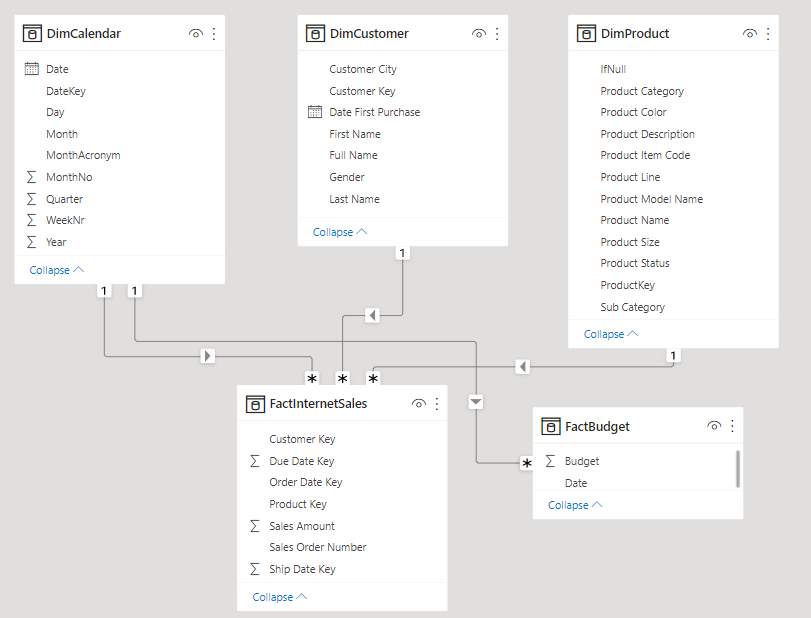 DimCalendar
Date
DateKey
Day
Month
MonthAcronym
MonthNo
Quarter
WeekNr
Year
Collapse
DimCustomer
Customer City
Customer Key
Date First Purchase
First Name
Full Name
Gender
Last Name
Collapse
DimProduct
IfNull
Product Category
Product Color
Product Description
Product Item Code
Product Line
Product Model Name
Product Name
Product Size
Product Status
ProductKey
Sub Category
Collapse
1
1
1
1
*
*
*
*
FactInternetSales
Customer Key
Due Date Key
Order Date Key
Product Key
Sales Amount
Sales Order Number
Ship Date Key
Collapse
FactBudget
Budget
Date
Collapse